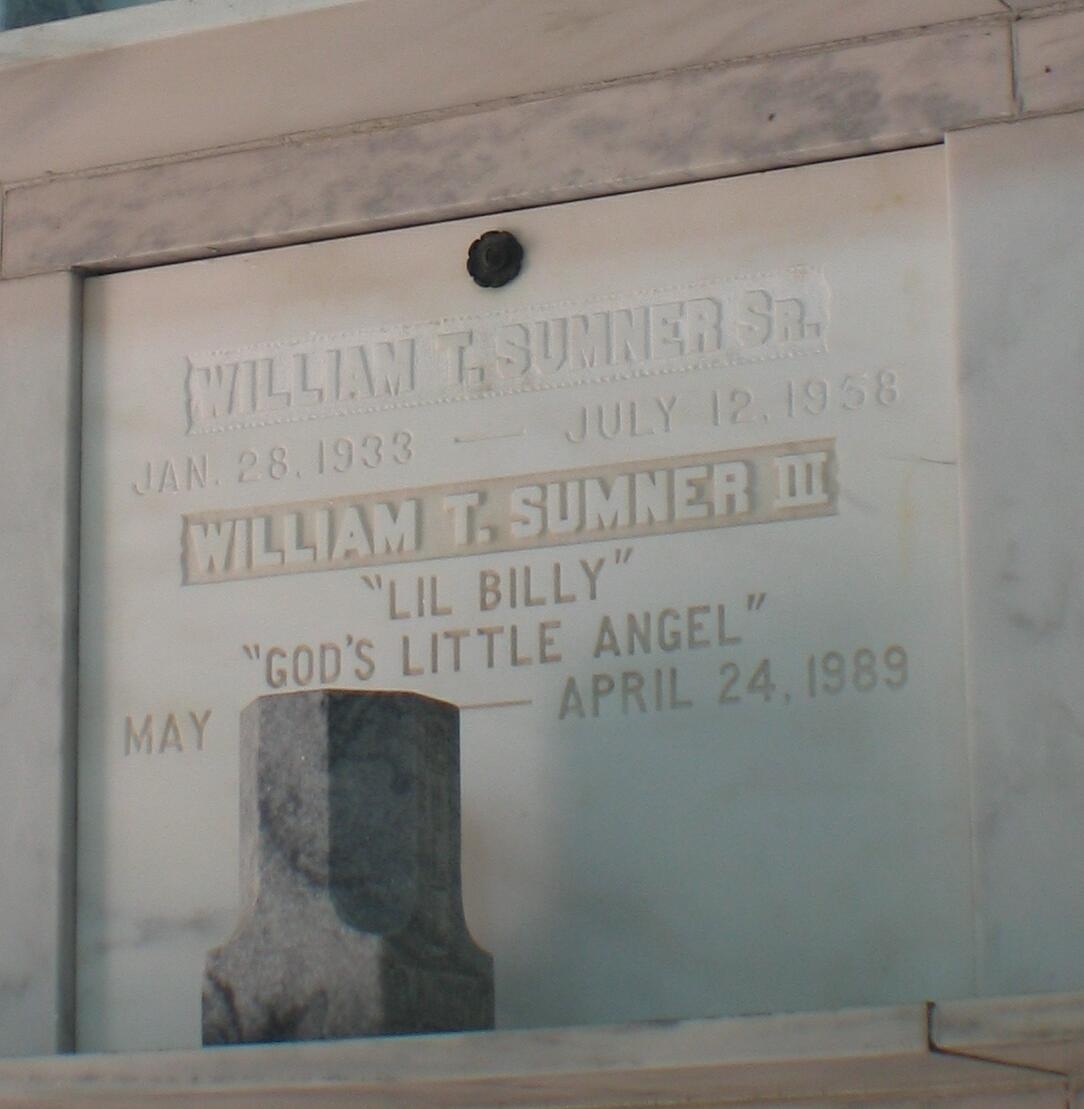 WILLIAM T. SUMNER SR.
JAN. 28, 1933 — JULY 12, 1958
WILLIAM T. SUMNER III
"LIL BILLY"
"GOD'S LITTLE ANGEL"
MAY — APRIL 24, 1989